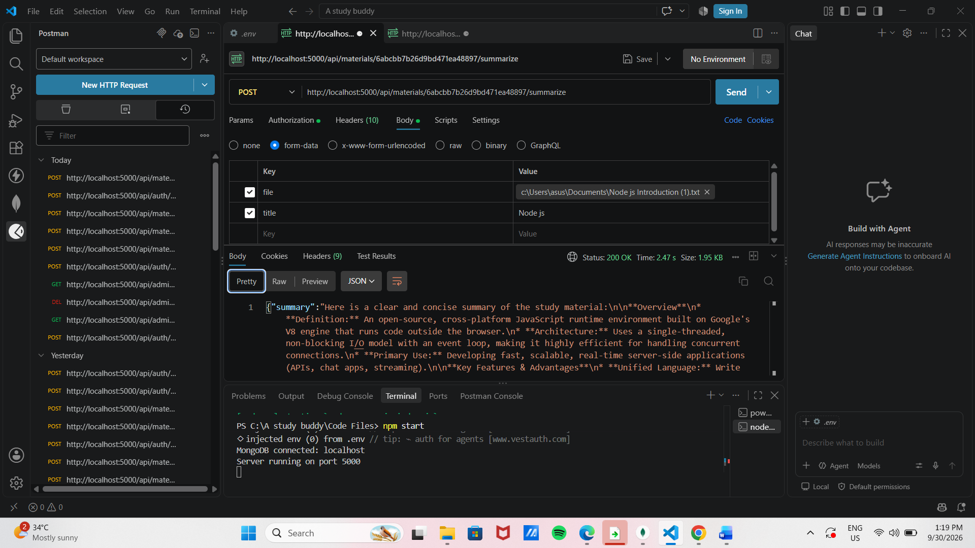 File Edit Selection View Go Run Terminal Help
A study buddy
Sign In
Postman
.env
http://localhost...
http://localhost...
Chat
Default workspace
http://localhost:5000/api/materials/6abcbb7b26d9bd471ea48897/summarize
Save
No Environment
New HTTP Request
POST
http://localhost:5000/api/materials/6abcbb7b26d9bd471ea48897/summarize
Send
Params Authorization Headers (10) Body Scripts Settings Code Cookies
Filter
none form-data x-www-form-urlencoded raw binary GraphQL
Today
POST http://localhost:5000/api/mate...
POST http://localhost:5000/api/auth/...
POST http://localhost:5000/api/mate...
POST http://localhost:5000/api/mate...
POST http://localhost:5000/api/mate...
POST http://localhost:5000/api/auth/...
GET http://localhost:5000/api/admi...
DEL http://localhost:5000/api/admi...
GET http://localhost:5000/api/admi...
POST http://localhost:5000/api/auth/...
Yesterday
POST http://localhost:5000/api/auth/...
POST http://localhost:5000/api/auth/...
POST http://localhost:5000/api/mate...
POST http://localhost:5000/api/mate...
POST http://localhost:5000/api/auth/...
POST http://localhost:5000/api/mate...
POST http://localhost:5000/api/mate...
Key Value
file c:\Users\asus\Documents\Node js Introduction (1).txt
title Node js
Key Value
Body Cookies Headers (9) Test Results
Status: 200 OK Time: 2.47 s Size: 1.95 KB
Pretty Raw Preview JSON
1 {"summary":"Here is a clear and concise summary of the study material:\n\n**Overview**\n*
**Definition:** An open-source, cross-platform JavaScript runtime environment built on Google's
V8 engine that runs code outside the browser.\n* **Architecture:** Uses a single-threaded,
non-blocking I/O model with an event loop, making it highly efficient for handling concurrent
connections.\n* **Primary Use:** Developing fast, scalable, real-time server-side applications
(APIs, chat apps, streaming).\n\n**Key Features & Advantages**\n* **Unified Language:** Write
Problems Output Debug Console Terminal Ports Postman Console
PS C:\A study buddy\Code Files> npm start
injected env (0) from .env // tip: ~ auth for agents [www.vestauth.com]
MongoDB connected: localhost
Server running on port 5000
pow...
node...
Build with Agent
AI responses may be inaccurate
Generate Agent Instructions to onboard AI
onto your codebase.
.env
Describe what to build
Agent Models
Local Default permissions
0 0
2
34°C
Mostly sunny
Search
ENG
US
1:19 PM
9/30/2026